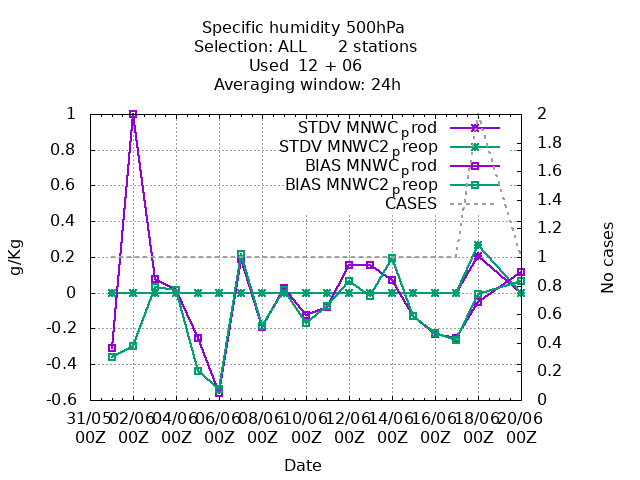 Specific humidity 500hPa
Selection: ALL      2 stations
Used  12 + 06
Averaging window: 24h
1
0.8
0.6
0.4
0.2
0
-0.2
-0.4
-0.6
g/Kg
STDV MNWCprod
STDV MNWC2preop
BIAS MNWCprod
BIAS MNWC2preop
CASES
2
1.8
1.6
1.4
1.2
1
0.8
0.6
0.4
0.2
0
No cases
31/05 02/06 04/06 06/06 08/06 10/06 12/06 14/06 16/06 18/06 20/06
00Z 00Z 00Z 00Z 00Z 00Z 00Z 00Z 00Z 00Z 00Z
Date